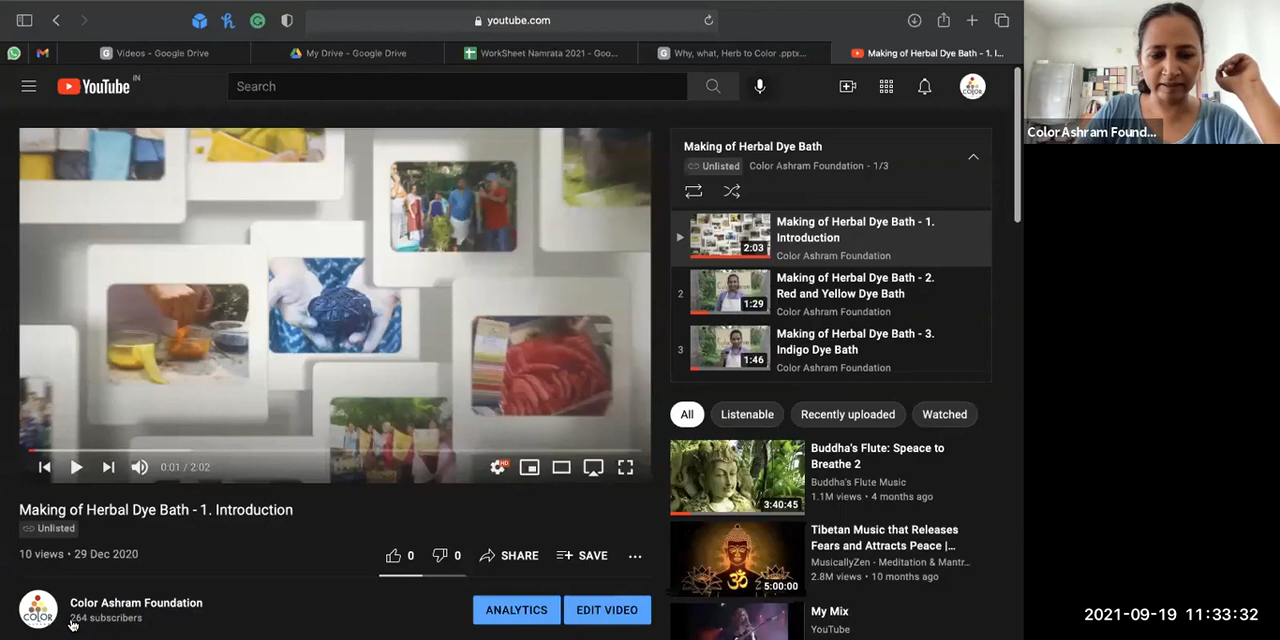 youtube.com
Videos - Google Drive
My Drive - Google Drive
WorkSheet Namrata 2021 - Goo...
Why, what, Herb to Color .pptx...
Making of Herbal Dye Bath - 1. I...
YouTube IN
Search
COLOR
ColorAshram Found...
Making of Herbal Dye Bath
Unlisted Color Ashram Foundation - 1/3
Making of Herbal Dye Bath - 1.
Introduction
2:03
Color Ashram Foundation
2
Making of Herbal Dye Bath - 2.
Red and Yellow Dye Bath
1:29
Color Ashram Foundation
3
Making of Herbal Dye Bath - 3.
Indigo Dye Bath
1:46
Color Ashram Foundation
0:01 / 2:02
HD
All
Listenable
Recently uploaded
Watched
Making of Herbal Dye Bath - 1. Introduction
Unlisted
10 views • 29 Dec 2020
0
0
SHARE
SAVE
COLOR
Color Ashram Foundation
264 subscribers
ANALYTICS
EDIT VIDEO
Buddha's Flute: Speace to
Breathe 2
Buddha's Flute Music
1.1M views • 4 months ago
3:40:45
Tibetan Music that Releases
Fears and Attracts Peace |...
MusicallyZen - Meditation & Mantr...
2.8M views • 10 months ago
5:00:00
My Mix
YouTube
2021-09-19 11:33:32